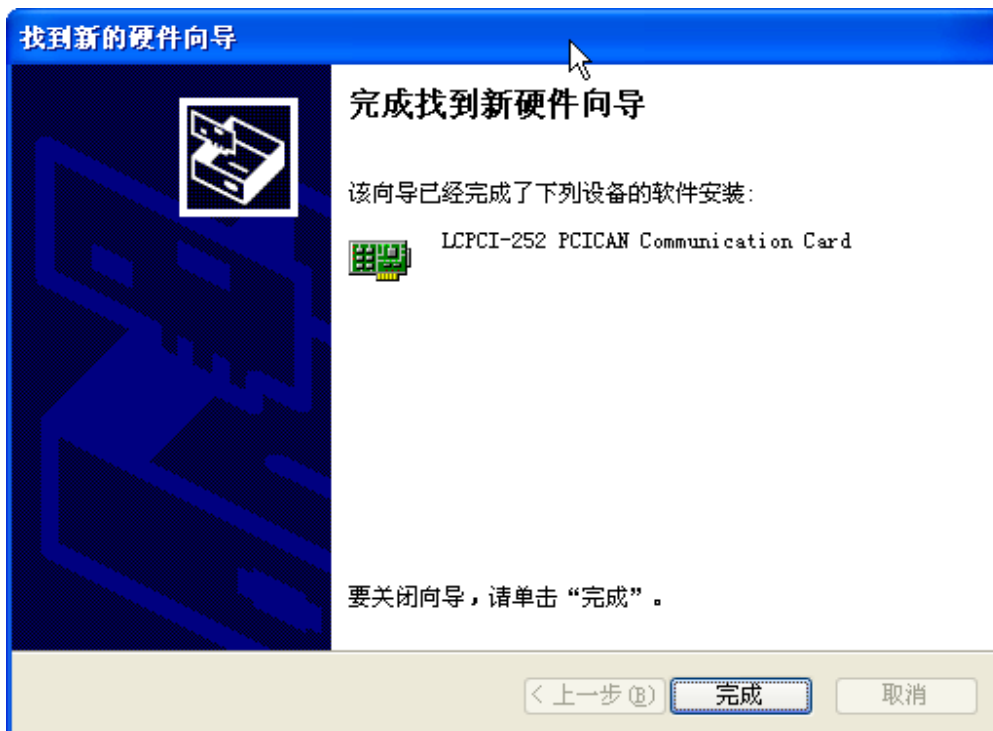 找到新的硬件向导
完成找到新硬件向导
该向导已经完成了下列设备的软件安装:
LCPCI-252 PCICAN Communication Card
要关闭向导，请单击“完成”。
< 上一步(B)
完成
取消